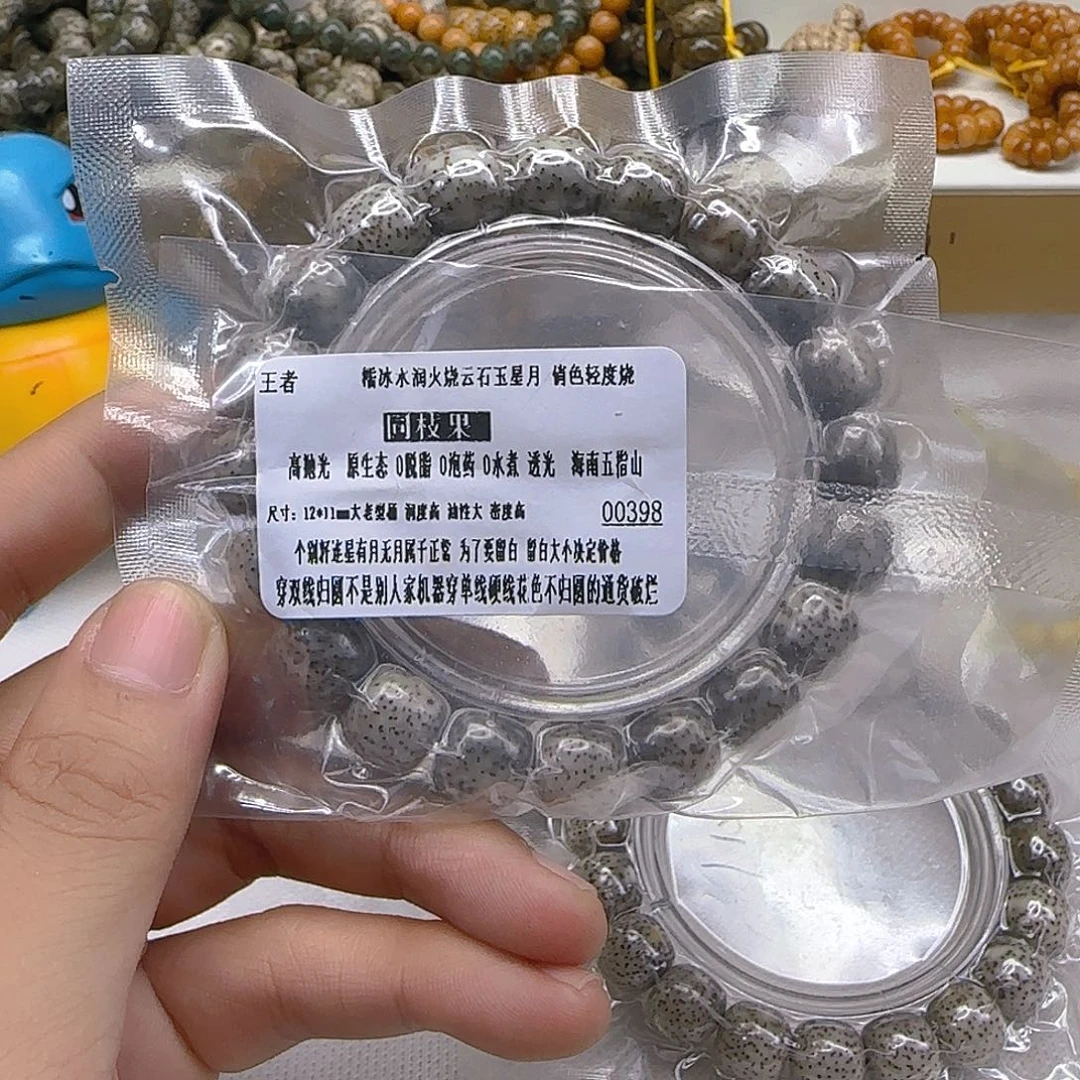 王者 糯冰水润火烧云石玉星月 俏色轻度烧
同枝果
高抛光 原生态 0脱脂 0泡药 0水煮 透光 海南五指山
尺寸：12*11mm大老型桶 润度高 油性大 密度高 00398
个别籽连星有月无月属于正常 为了要留白 留白大小决定价格
穿双线归圆不是别人家机器穿单线硬线花色不归圆的通货破烂